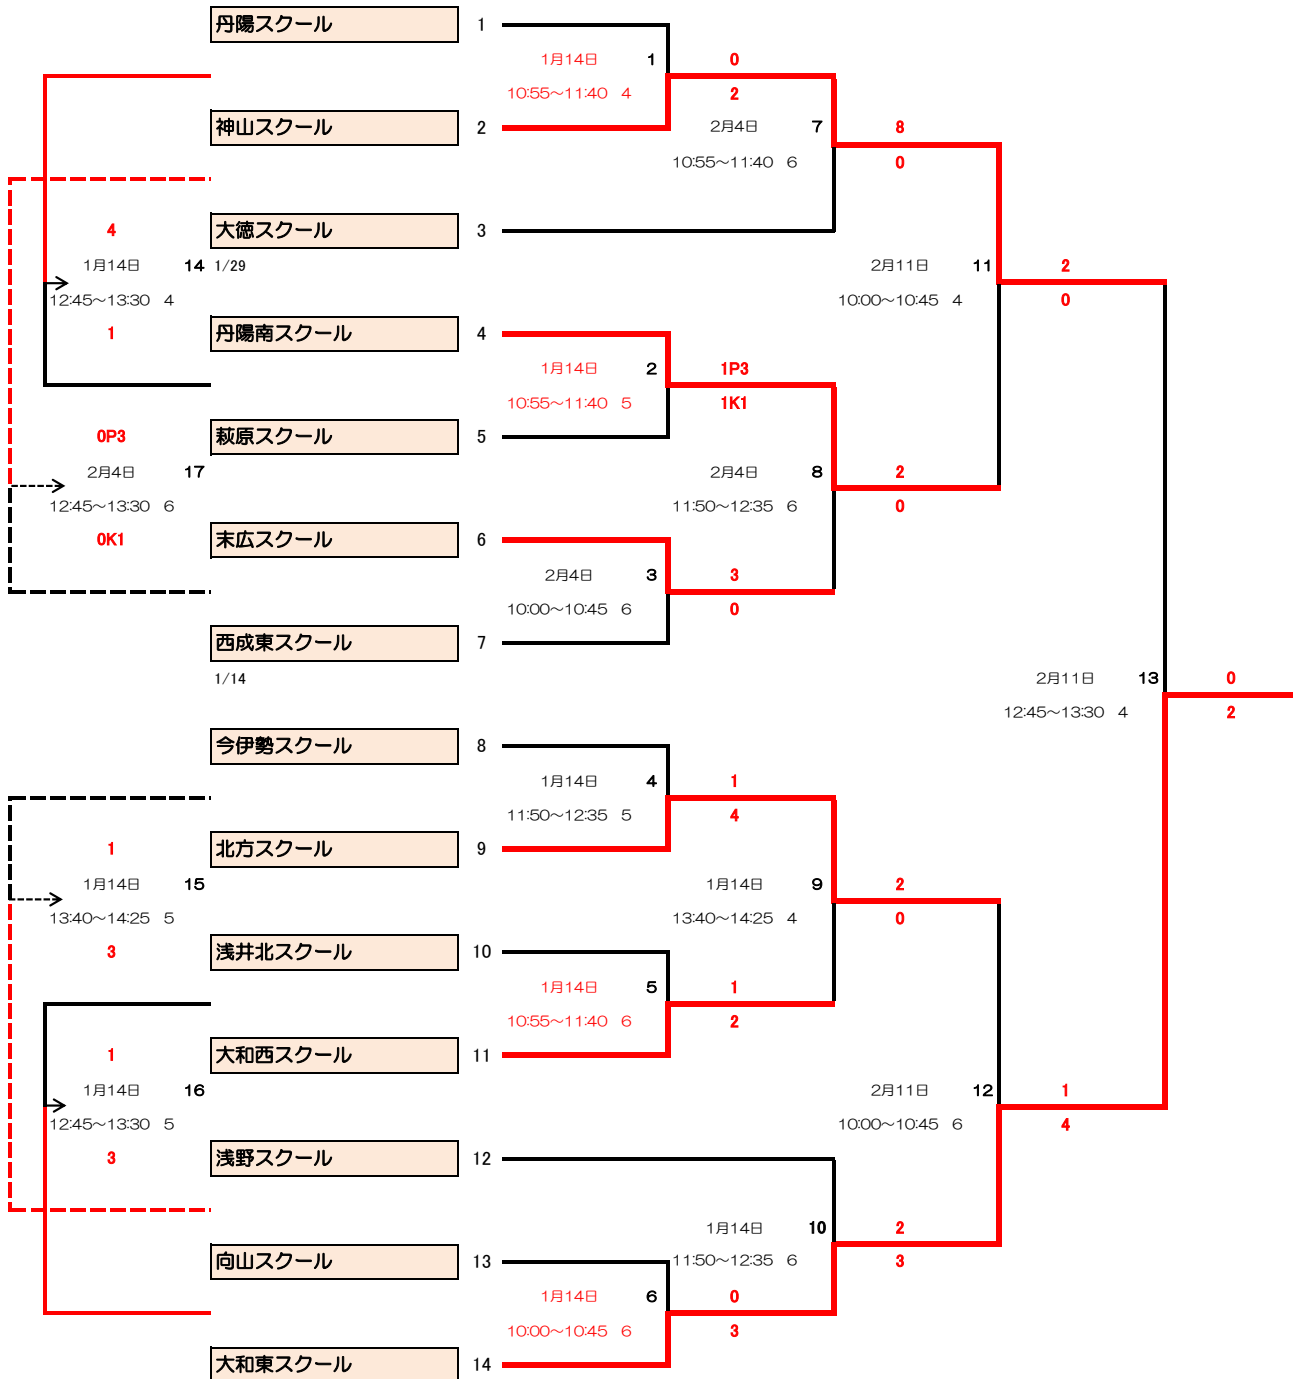 丹陽スクール 1
1月14日 1 0
10:55～11:40 4 2
神山スクール 2 2月4日 7 8
10:55～11:40 6 0
4 大徳スクール 3
1月14日 14 1/29 2月11日 11 2
12:45～13:30 4 10:00～10:45 4 0
1 丹陽南スクール 4
1月14日 2 1P3
10:55～11:40 5 1K1
0P3 萩原スクール 5
2月4日 17 2月4日 8 2
12:45～13:30 6 11:50～12:35 6 0
0K1 末広スクール 6
2月4日 3 3
10:00～10:45 6 0
西成東スクール 7
1/14 2月11日 13 0
12:45～13:30 4 2
今伊勢スクール 8
1月14日 4 1
11:50～12:35 5 4
1 北方スクール 9
1月14日 15 1月14日 9 2
13:40～14:25 5 13:40～14:25 4 0
3 浅井北スクール 10
1月14日 5 1
10:55～11:40 6 2
1 大和西スクール 11
1月14日 16 2月11日 12 1
12:45～13:30 5 10:00～10:45 6 4
3 浅野スクール 12
1月14日 10 2
向山スクール 13 11:50～12:35 6 3
1月14日 6 0
10:00～10:45 6 3
大和東スクール 14